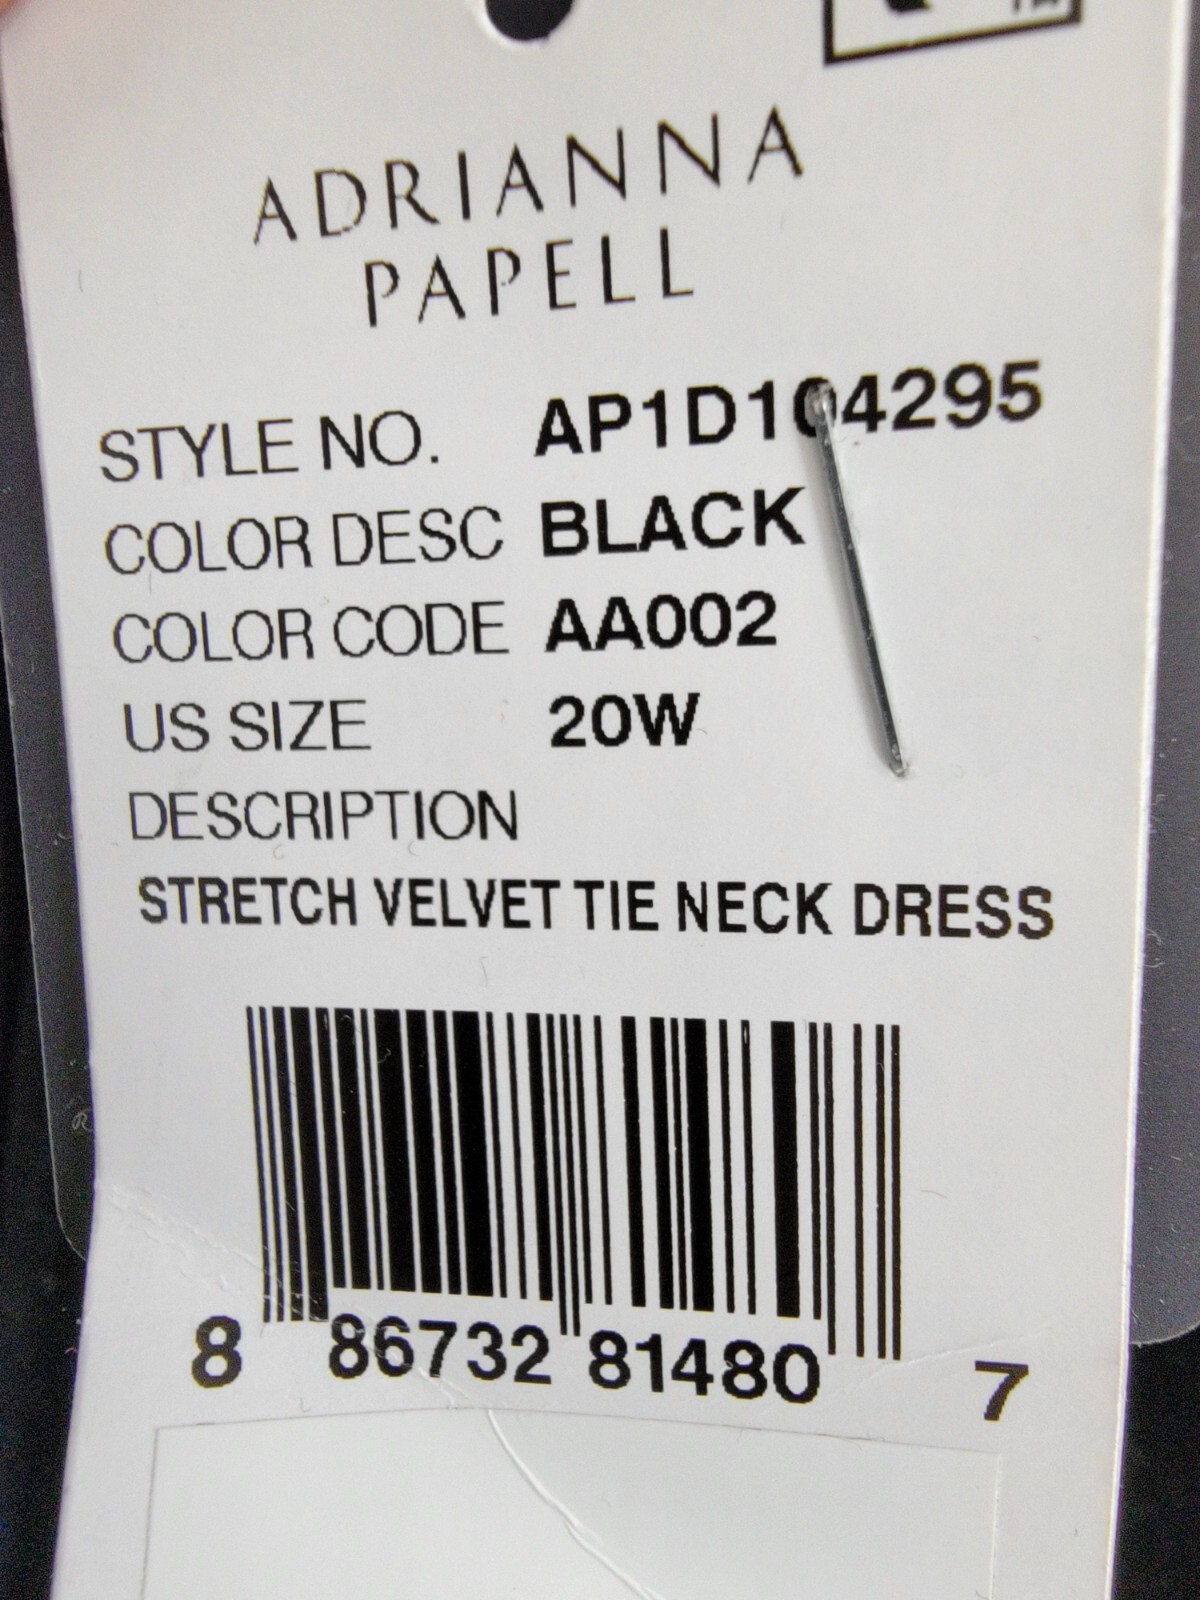 ADRIANNA
PAPELL
STYLE NO. AP1D104295
COLOR DESC BLACK
COLOR CODE AA002
US SIZE 20W
DESCRIPTION
STRETCH VELVET TIE NECK DRESS
8 86732 81480 7